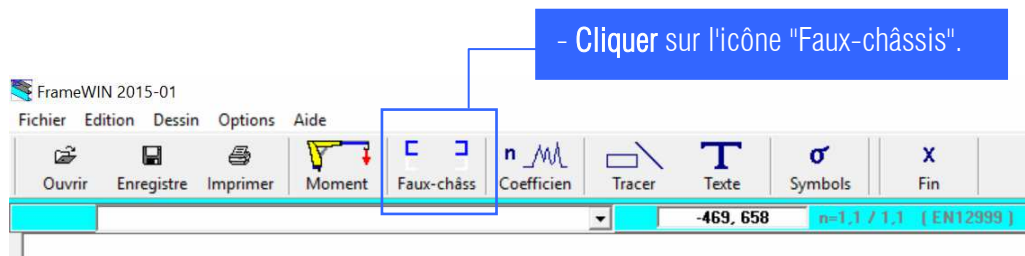 - Cliquer sur l'icône "Faux-châssis".
FrameWIN 2015-01
Fichier Edition Dessin Options Aide
n σ x
Ouvrir Enregistre Imprimer Moment Faux-châss Coefficien Tracer Texte Symbols Fin
-469, 658 n=1,1 / 1,1 ( EN12999 )